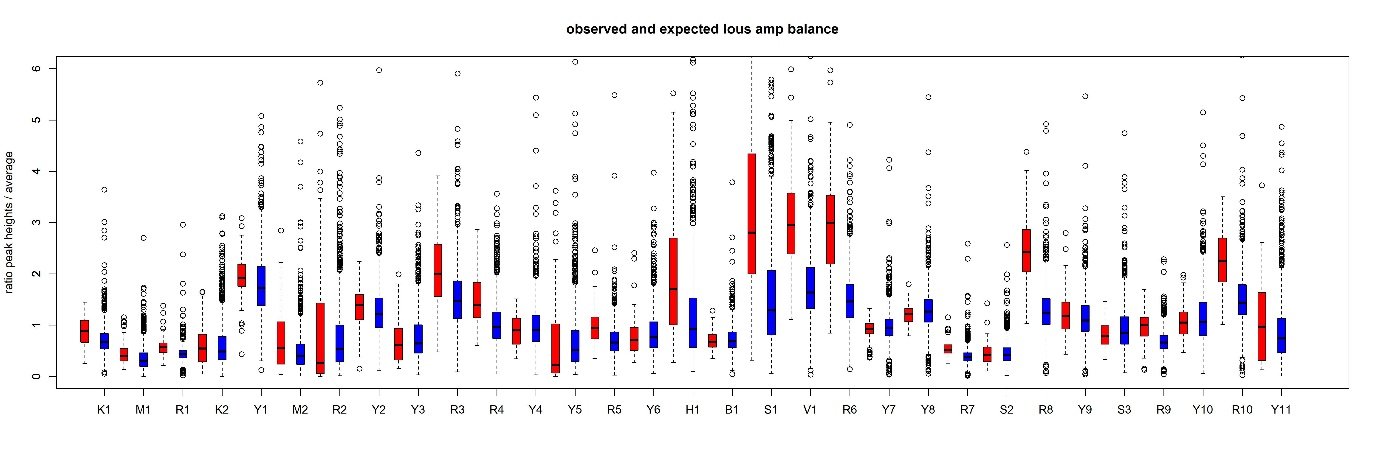 observed and expected lous amp balance
ratio peak heights / average
6
5
4
3
2
1
0
K1 M1 R1 K2 Y1 M2 R2 Y2 Y3 R3 R4 Y4 Y5 R5 Y6 H1 B1 S1 V1 R6 Y7 Y8 R7 S2 R8 Y9 S3 R9 Y10 R10 Y11